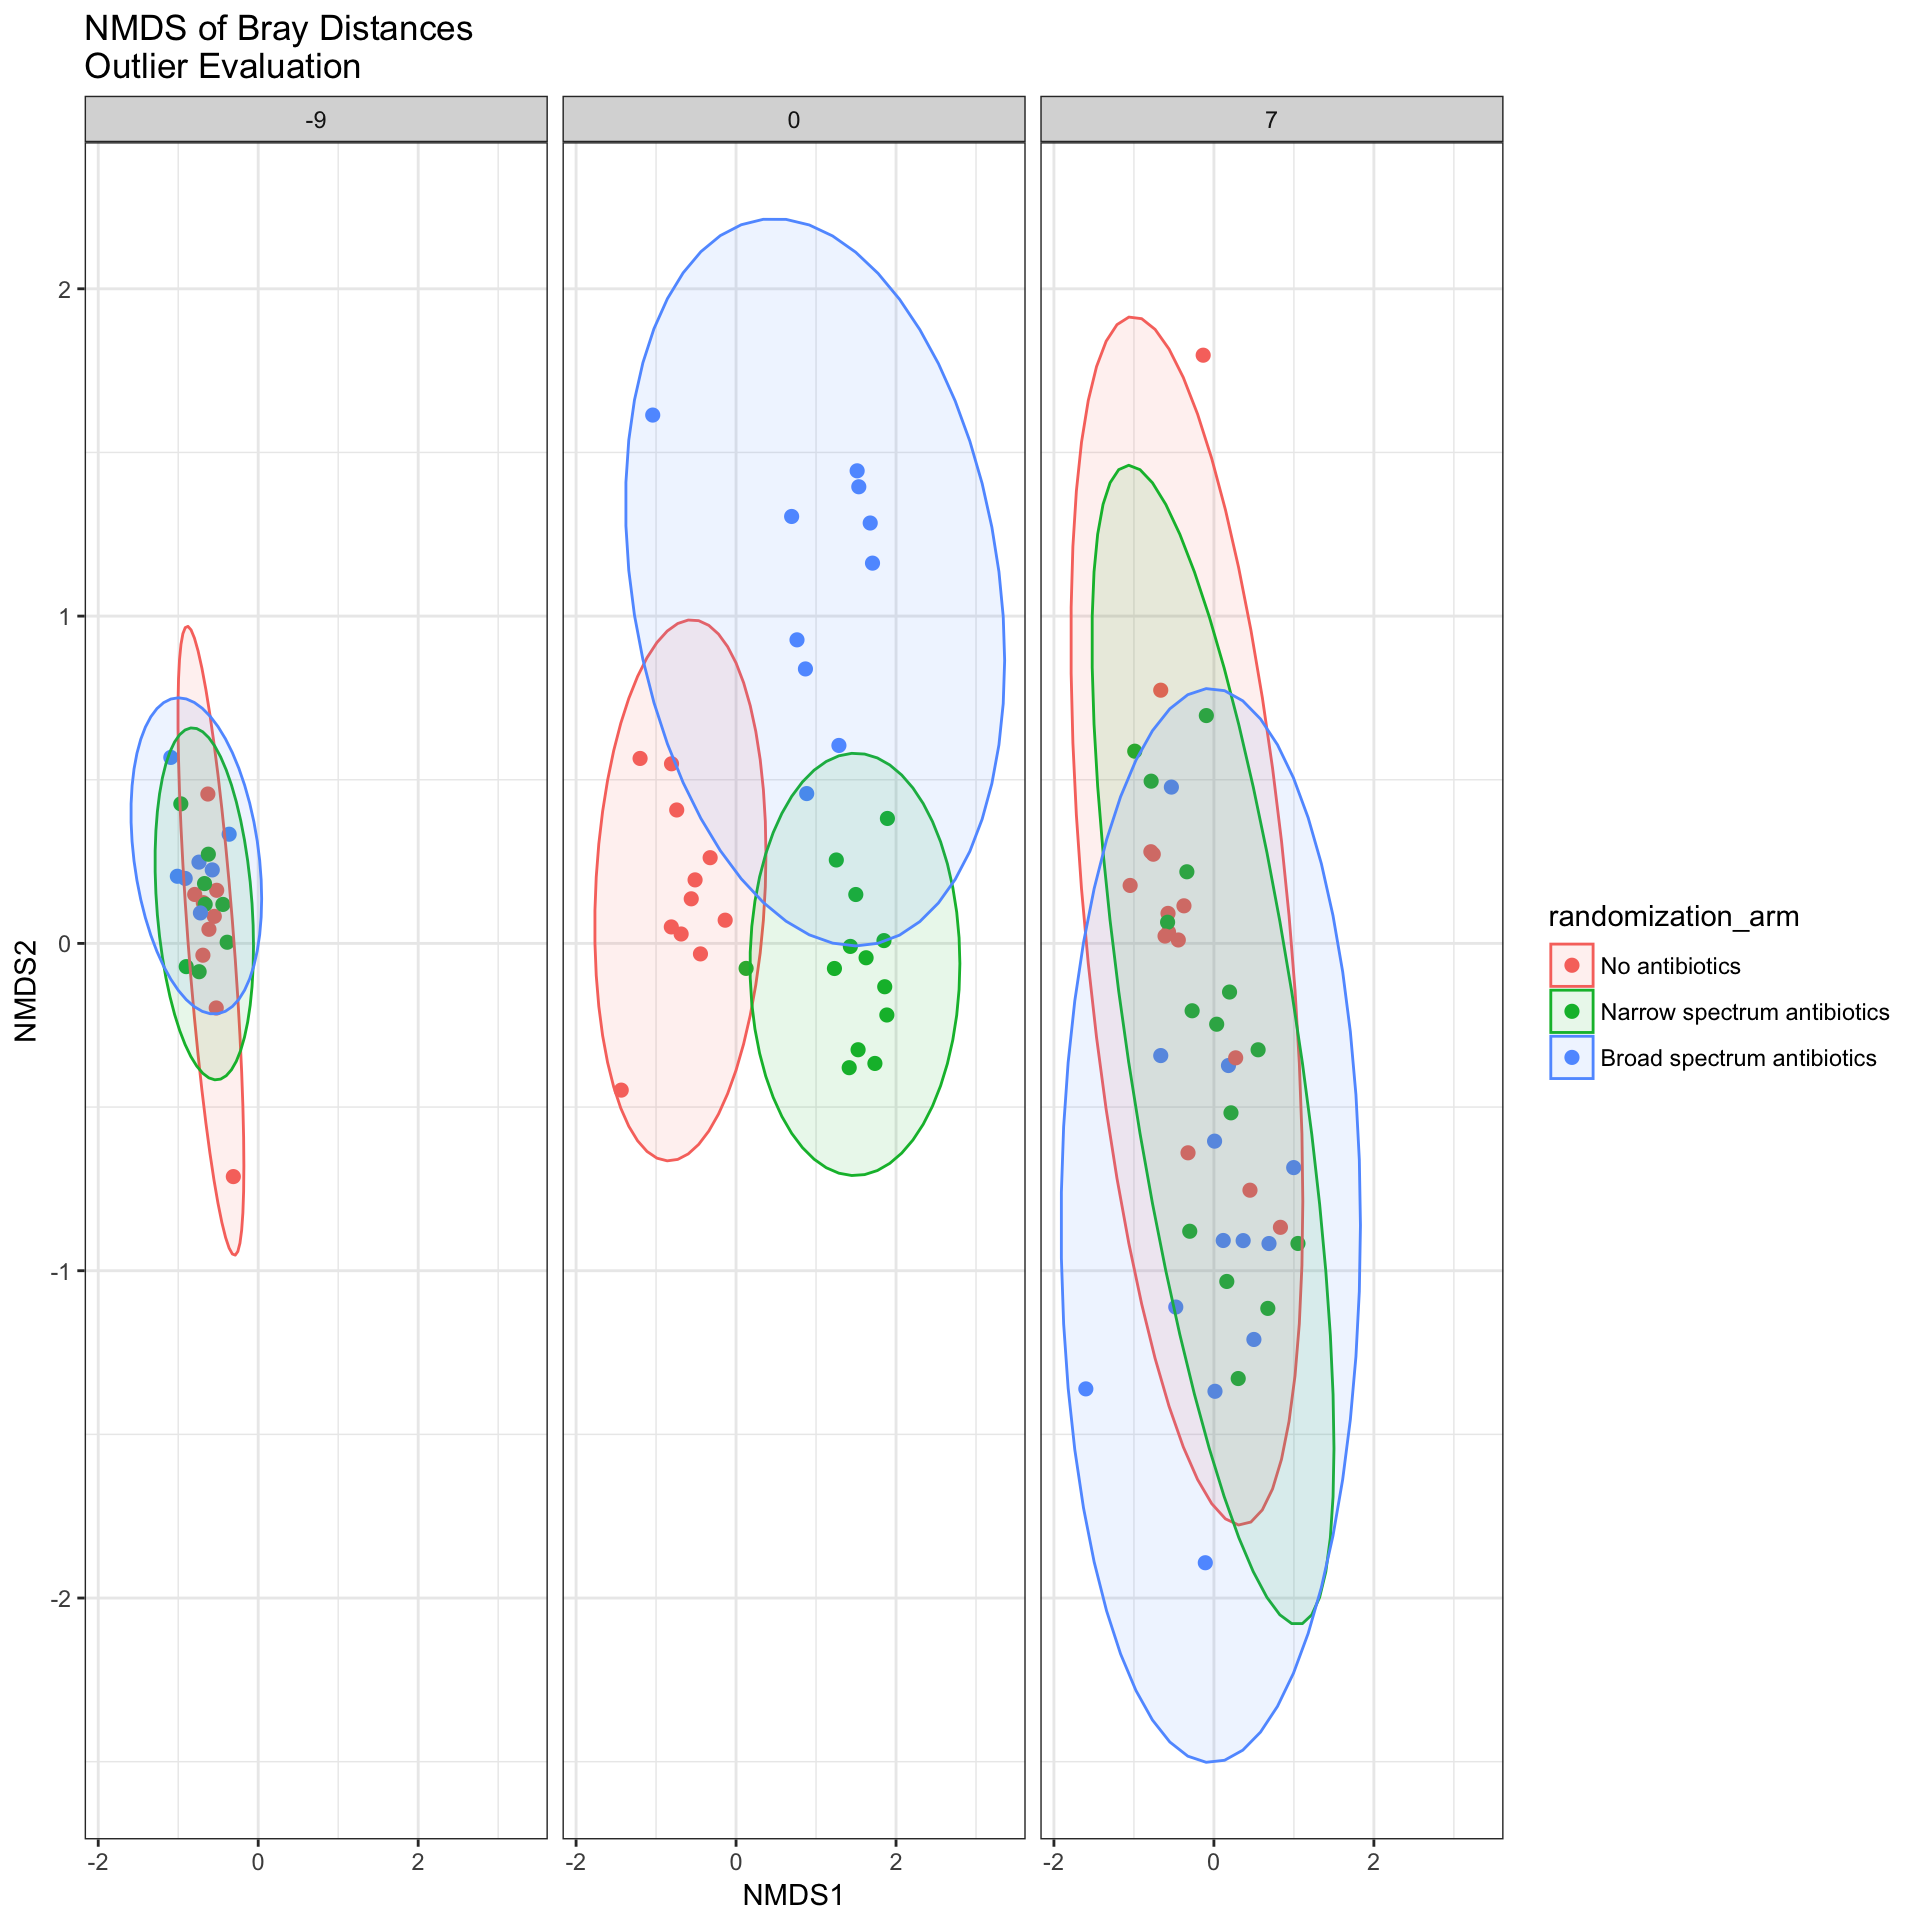 NMDS of Bray Distances
Outlier Evaluation
-9 0 7
2
1
0
-1
-2
NMDS2
-2 0 2 -2 0 2 -2 0 2
NMDS1
randomization_arm
No antibiotics
Narrow spectrum antibiotics
Broad spectrum antibiotics